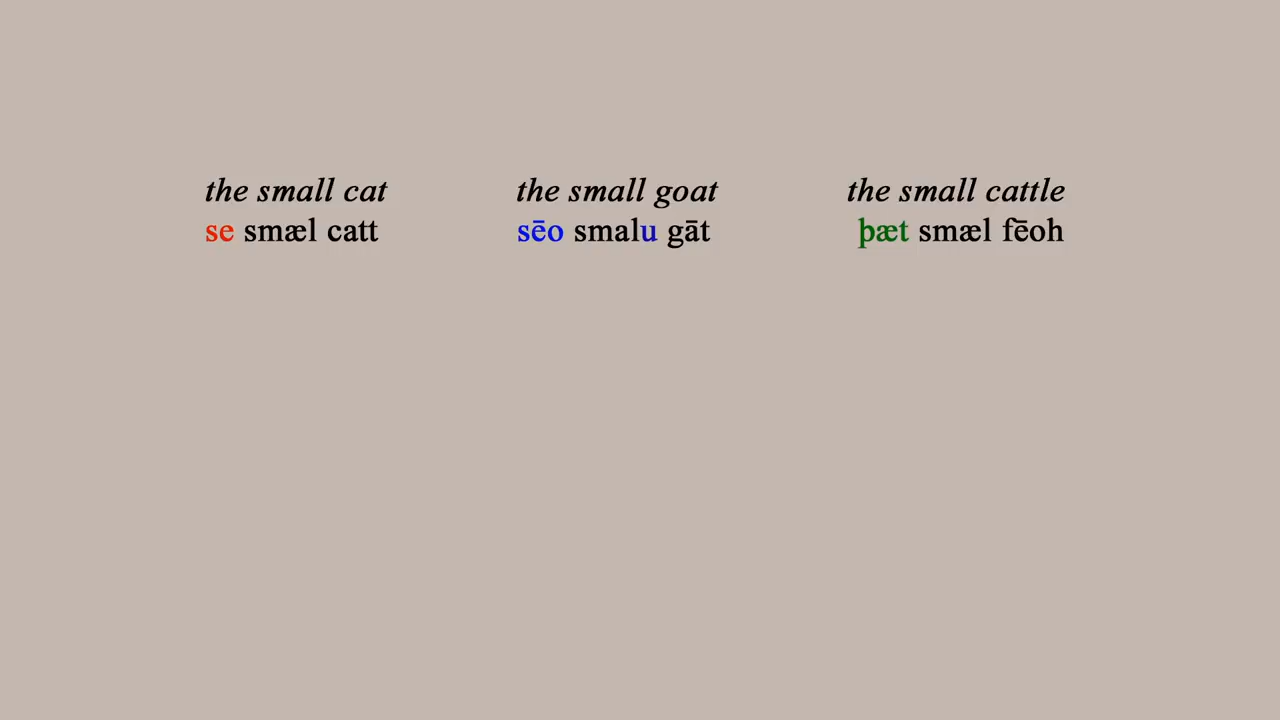 the small cat
se smæl catt
the small goat
sēo smalu gāt
the small cattle
þæt smæl fēoh